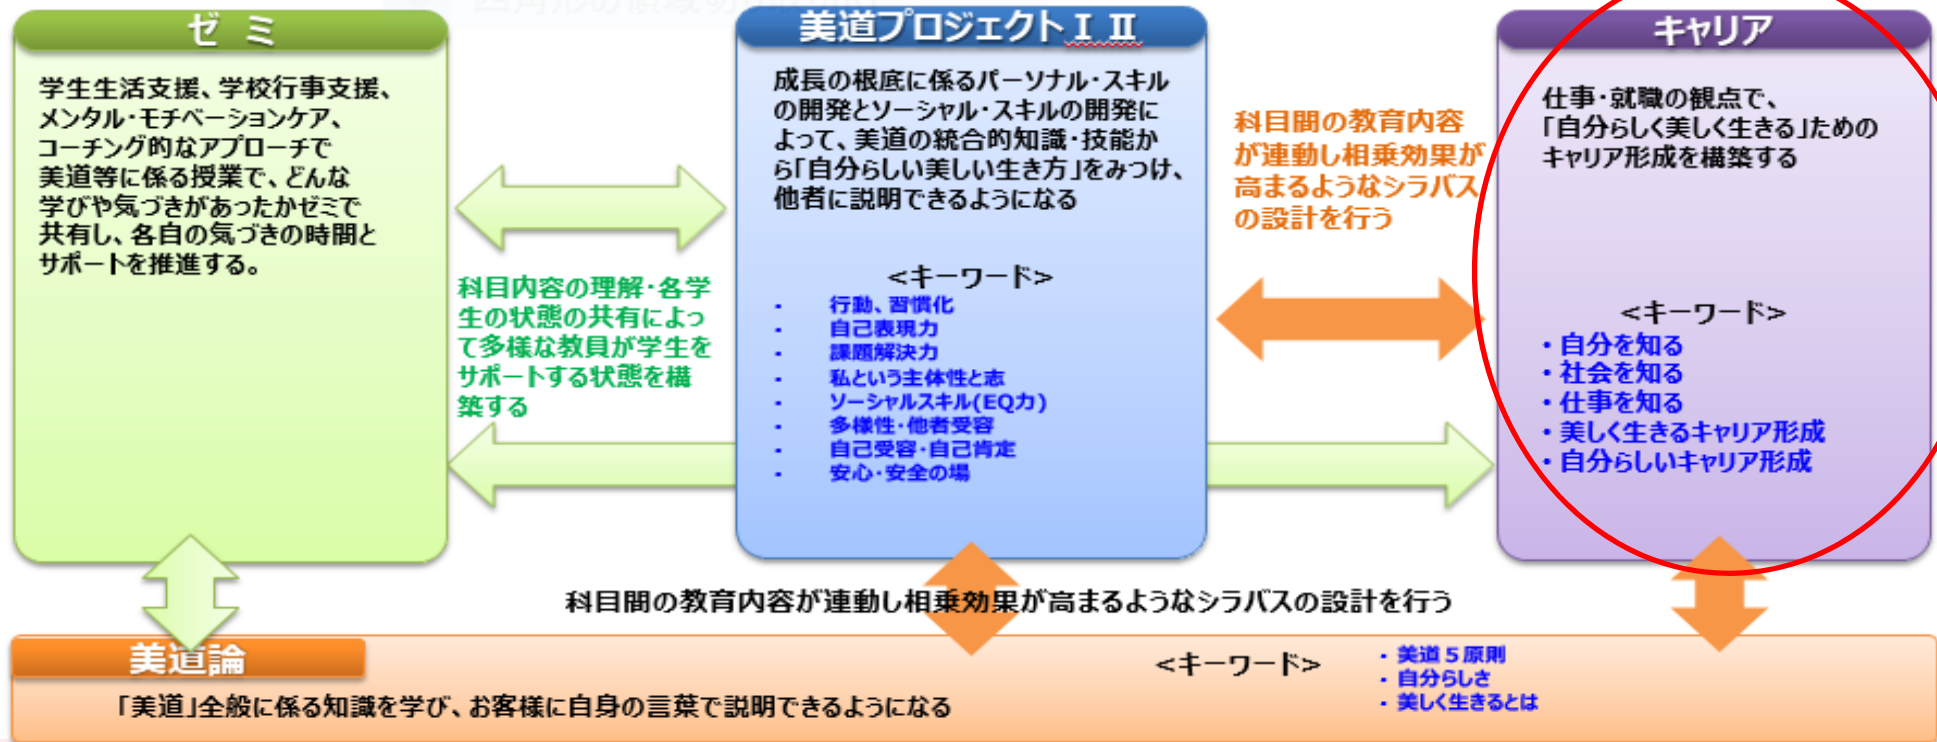 ゼ ミ
学生生活支援、学校行事支援、
メンタル・モチベーションケア、
コーチング的なアプローチで
美道等に係る授業で、どんな
学びや気づきがあったかゼミで
共有し、各自の気づきの時間と
サポートを推進する。
科目内容の理解・各学
生の状態の共有によっ
て多様な教員が学生を
サポートする状態を構
築する
美道プロジェクトⅠ Ⅱ
成長の根底に係るパーソナル・スキル
の開発とソーシャル・スキルの開発に
よって、美道の統合的知識・技能か
ら「自分らしい美しい生き方」をみつけ、
他者に説明できるようになる
<キーワード>
・ 行動、習慣化
・ 自己表現力
・ 課題解決力
・ 私という主体性と志
・ ソーシャルスキル(EQ力)
・ 多様性・他者受容
・ 自己受容・自己肯定
・ 安心・安全の場
科目間の教育内容
が連動し相乗効果が
高まるようなシラバス
の設計を行う
キャリア
仕事・就職の観点で、
「自分らしく美しく生きる」ための
キャリア形成を構築する
<キーワード>
・自分を知る
・社会を知る
・仕事を知る
・美しく生きるキャリア形成
・自分らしいキャリア形成
科目間の教育内容が連動し相乗効果が高まるようなシラバスの設計を行う
美道論
「美道」全般に係る知識を学び、お客様に自身の言葉で説明できるようになる
<キーワード>
・ 美道５原則
・ 自分らしさ
・ 美しく生きるとは